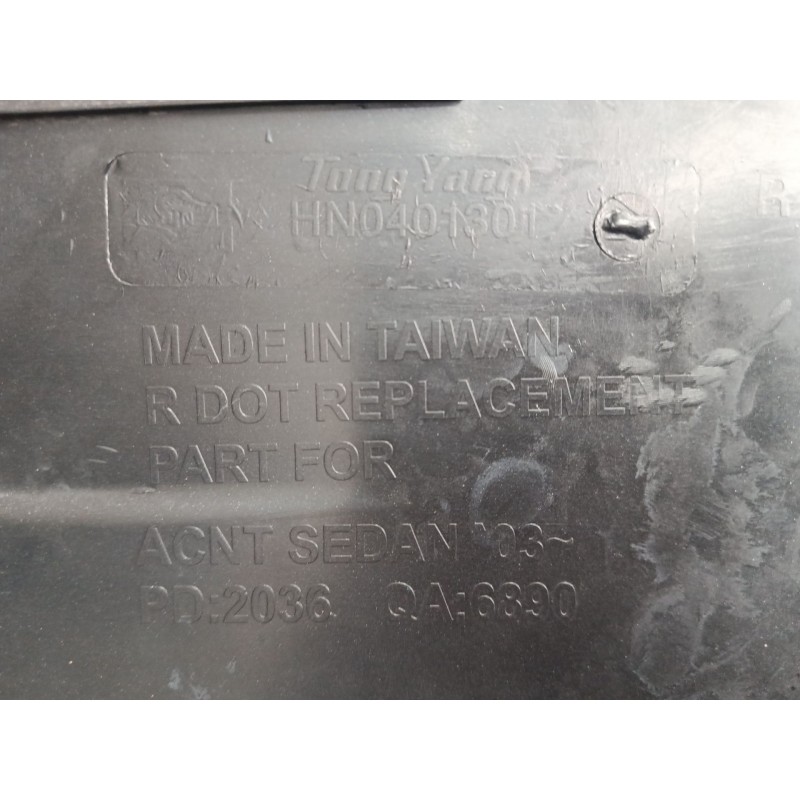 Tong Yang
HN0401301
MADE IN TAIWAN.
R DOT REPLACEMENT
PART FOR
ACNT SEDAN '03~
PD:2036 QA:6890